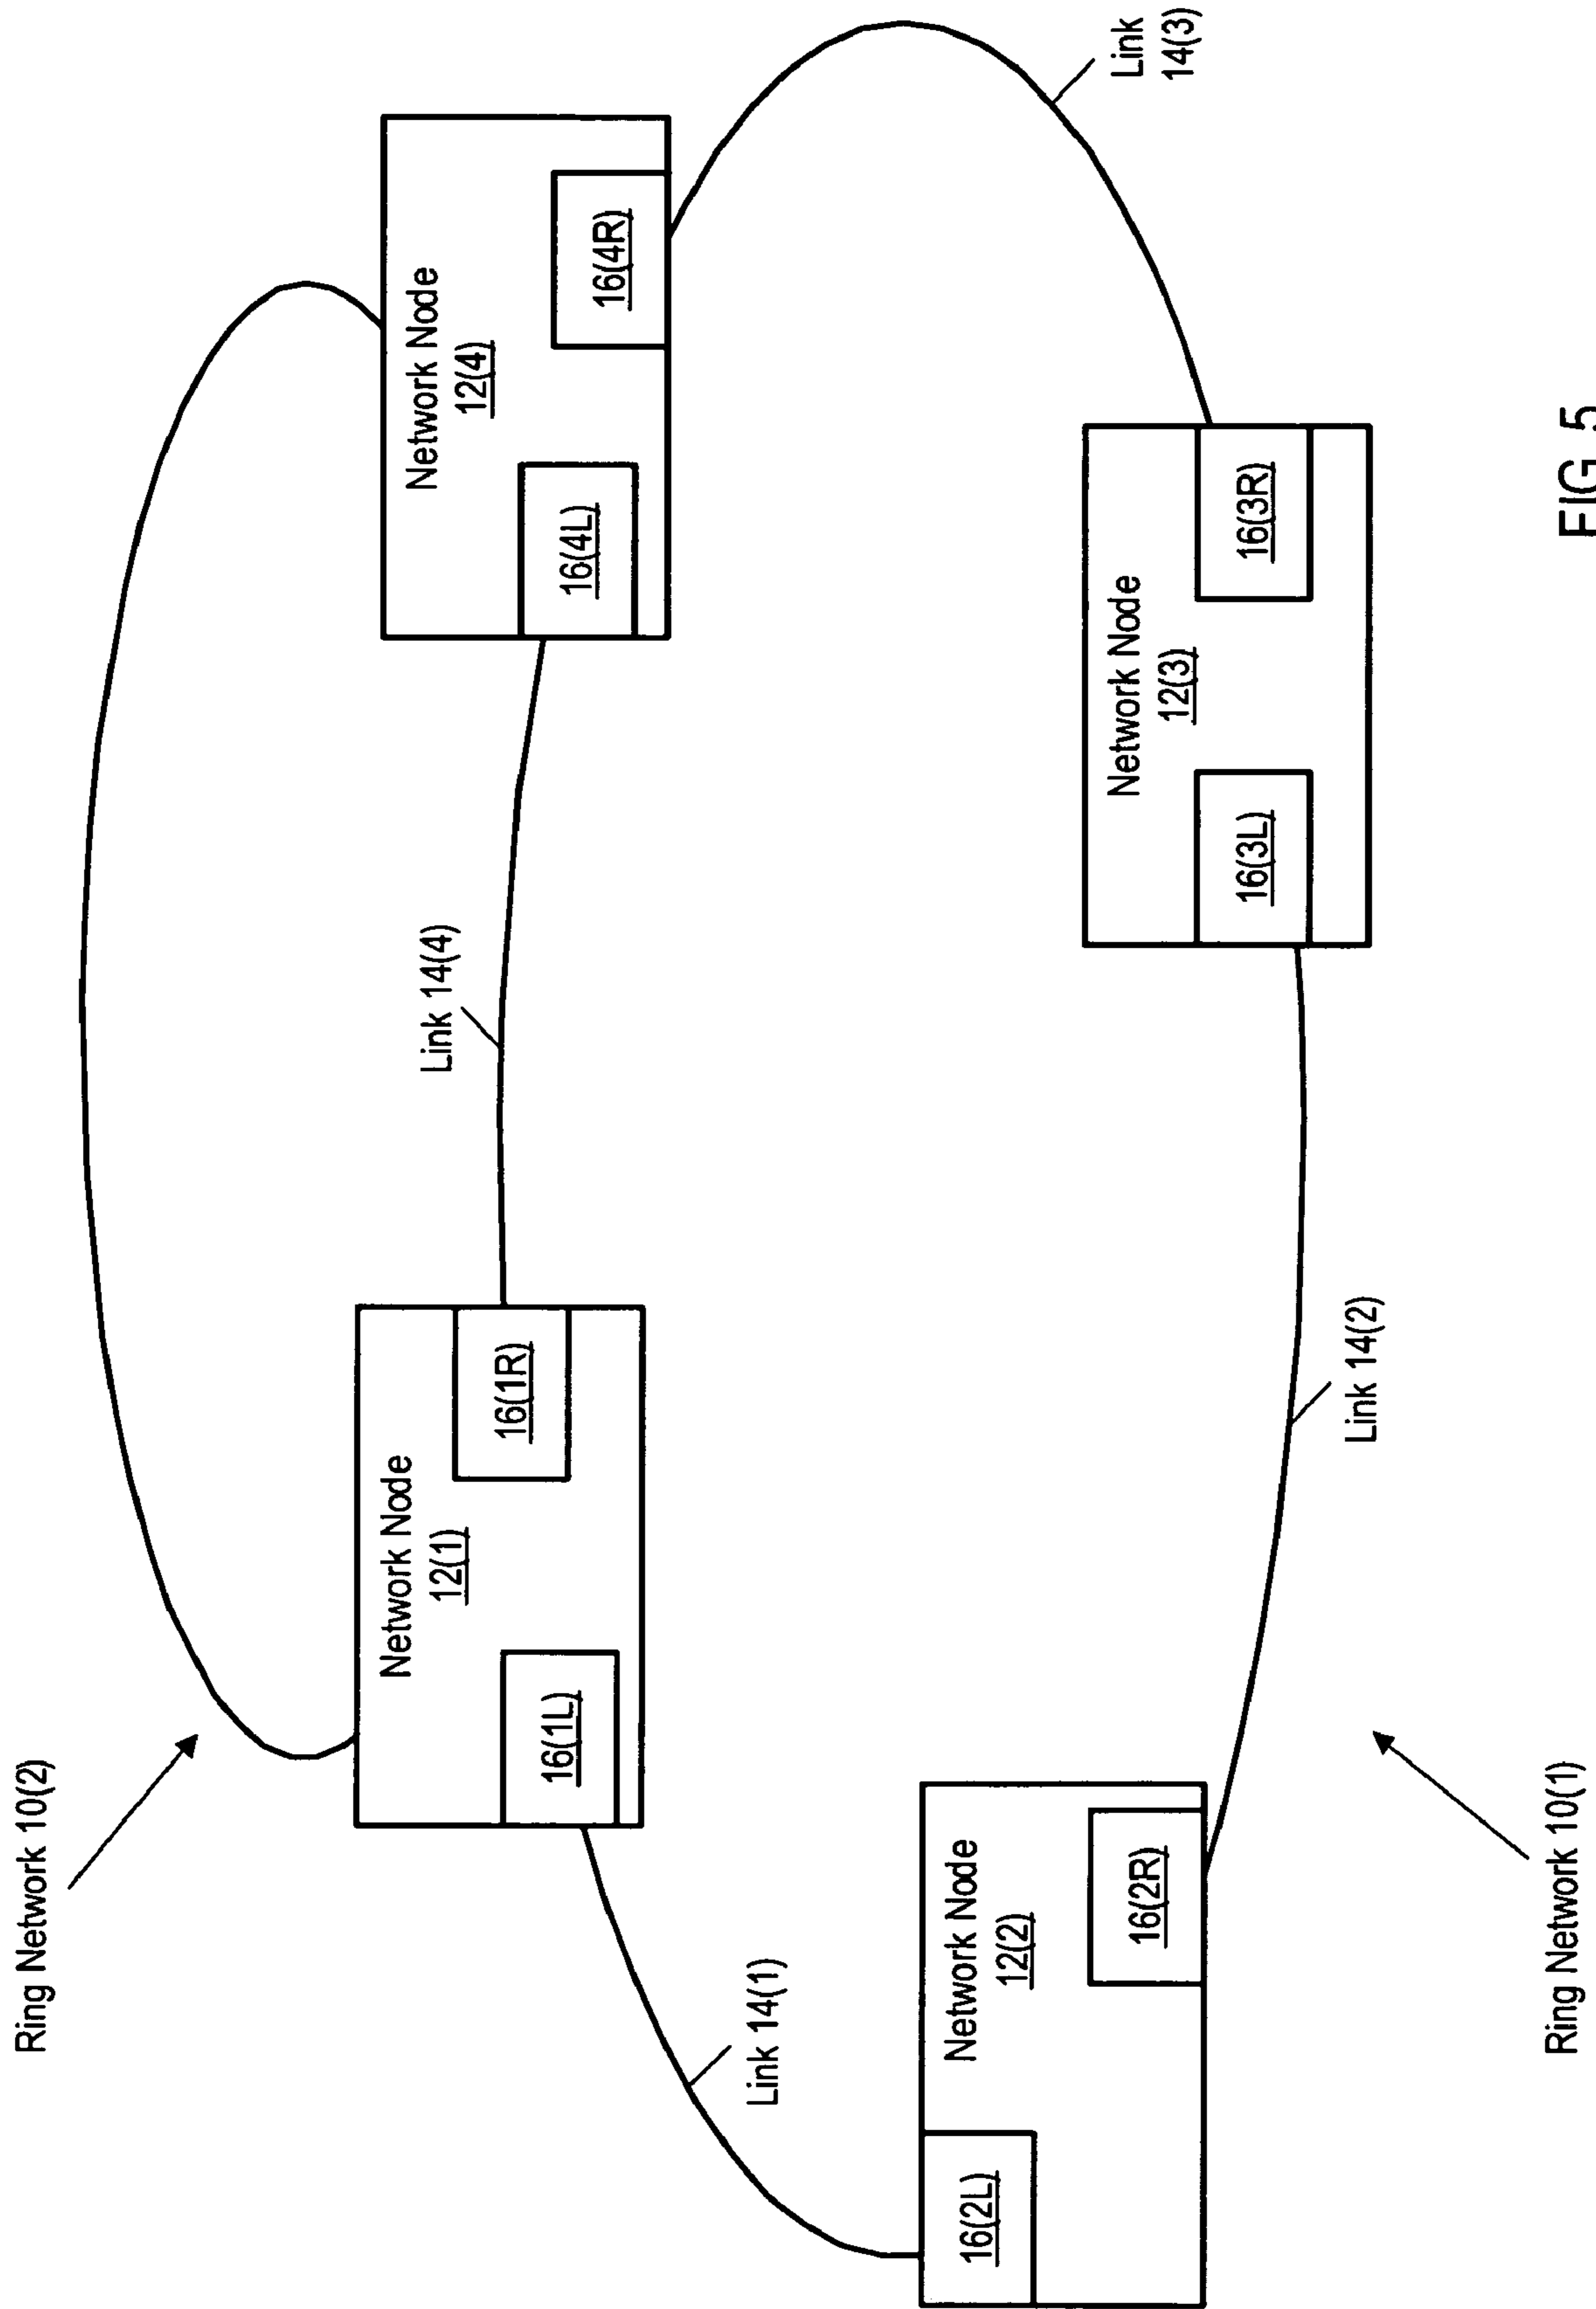 Ring Network 10(2)
Network Node
12(4)
16(4L)
16(4R)
Link 14(4)
Network Node
12(1)
16(1L)
16(1R)
Link
14(3)
Link 14(1)
Network Node
12(2)
16(2L)
16(2R)
Network Node
12(3)
16(3L)
16(3R)
Link 14(2)
Ring Network 10(1)
FIG. 5